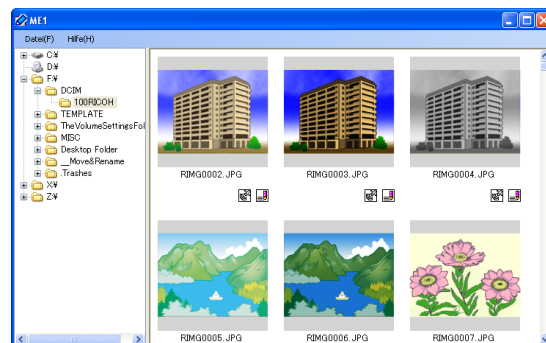 ME1
Datei(F) Hilfe(H)
C:¥
D:¥
F:¥
DCIM
100RICOH
TEMPLATE
TheVolumeSettingsFol
MISC
Desktop Folder
__Move&Rename
.Trashes
X:¥
Z:¥
RIMG0002.JPG RIMG0003.JPG RIMG0004.JPG
RIMG0005.JPG RIMG0006.JPG RIMG0007.JPG